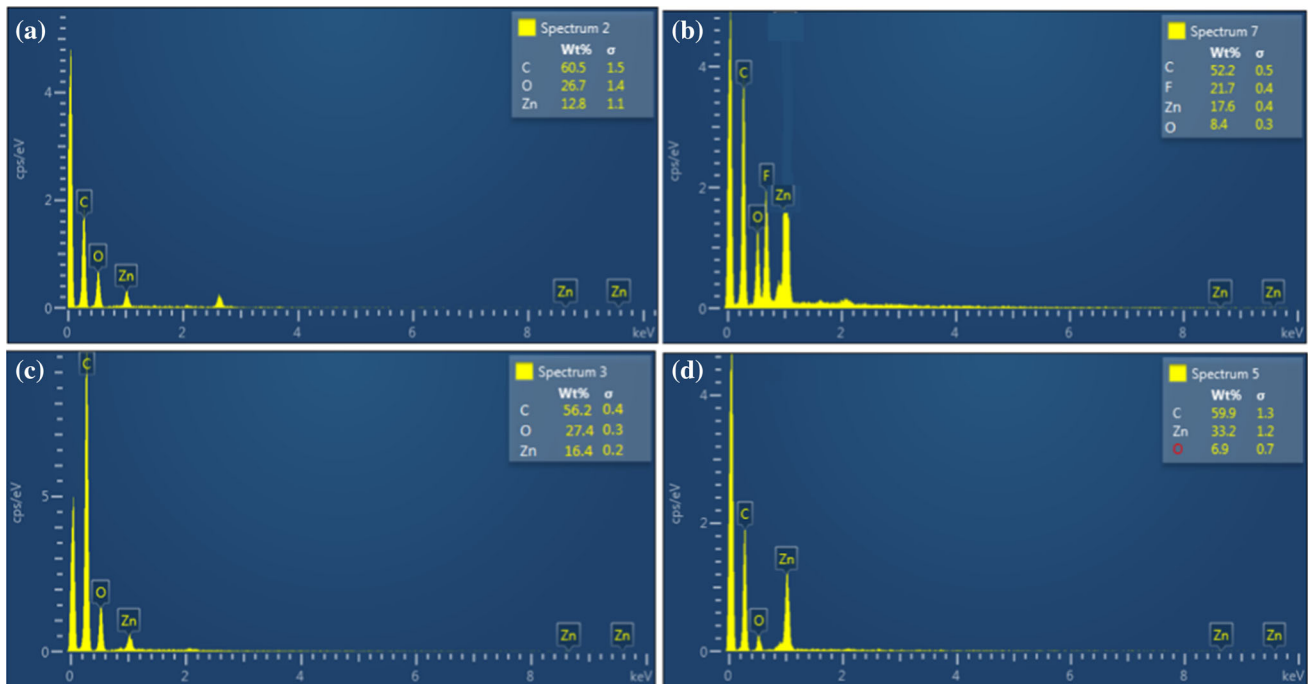 (a)
Spectrum 2
Wt% σ
C 60.5 1.5
O 26.7 1.4
Zn 12.8 1.1
cps/eV
4
2
0
C
O
Zn
Zn
Zn
0 2 4 6 8 keV
(b)
Spectrum 7
Wt% σ
C 52.2 0.5
F 21.7 0.4
Zn 17.6 0.4
O 8.4 0.3
cps/eV
4
2
0
C
F
Zn
O
Zn
Zn
0 2 4 6 8 keV
(c)
Spectrum 3
Wt% σ
C 56.2 0.4
O 27.4 0.3
Zn 16.4 0.2
cps/eV
5
0
C
O
Zn
Zn
Zn
0 2 4 6 8 keV
(d)
Spectrum 5
Wt% σ
C 59.9 1.3
Zn 33.2 1.2
O 6.9 0.7
cps/eV
4
2
0
C
Zn
O
Zn
Zn
0 2 4 6 8 keV